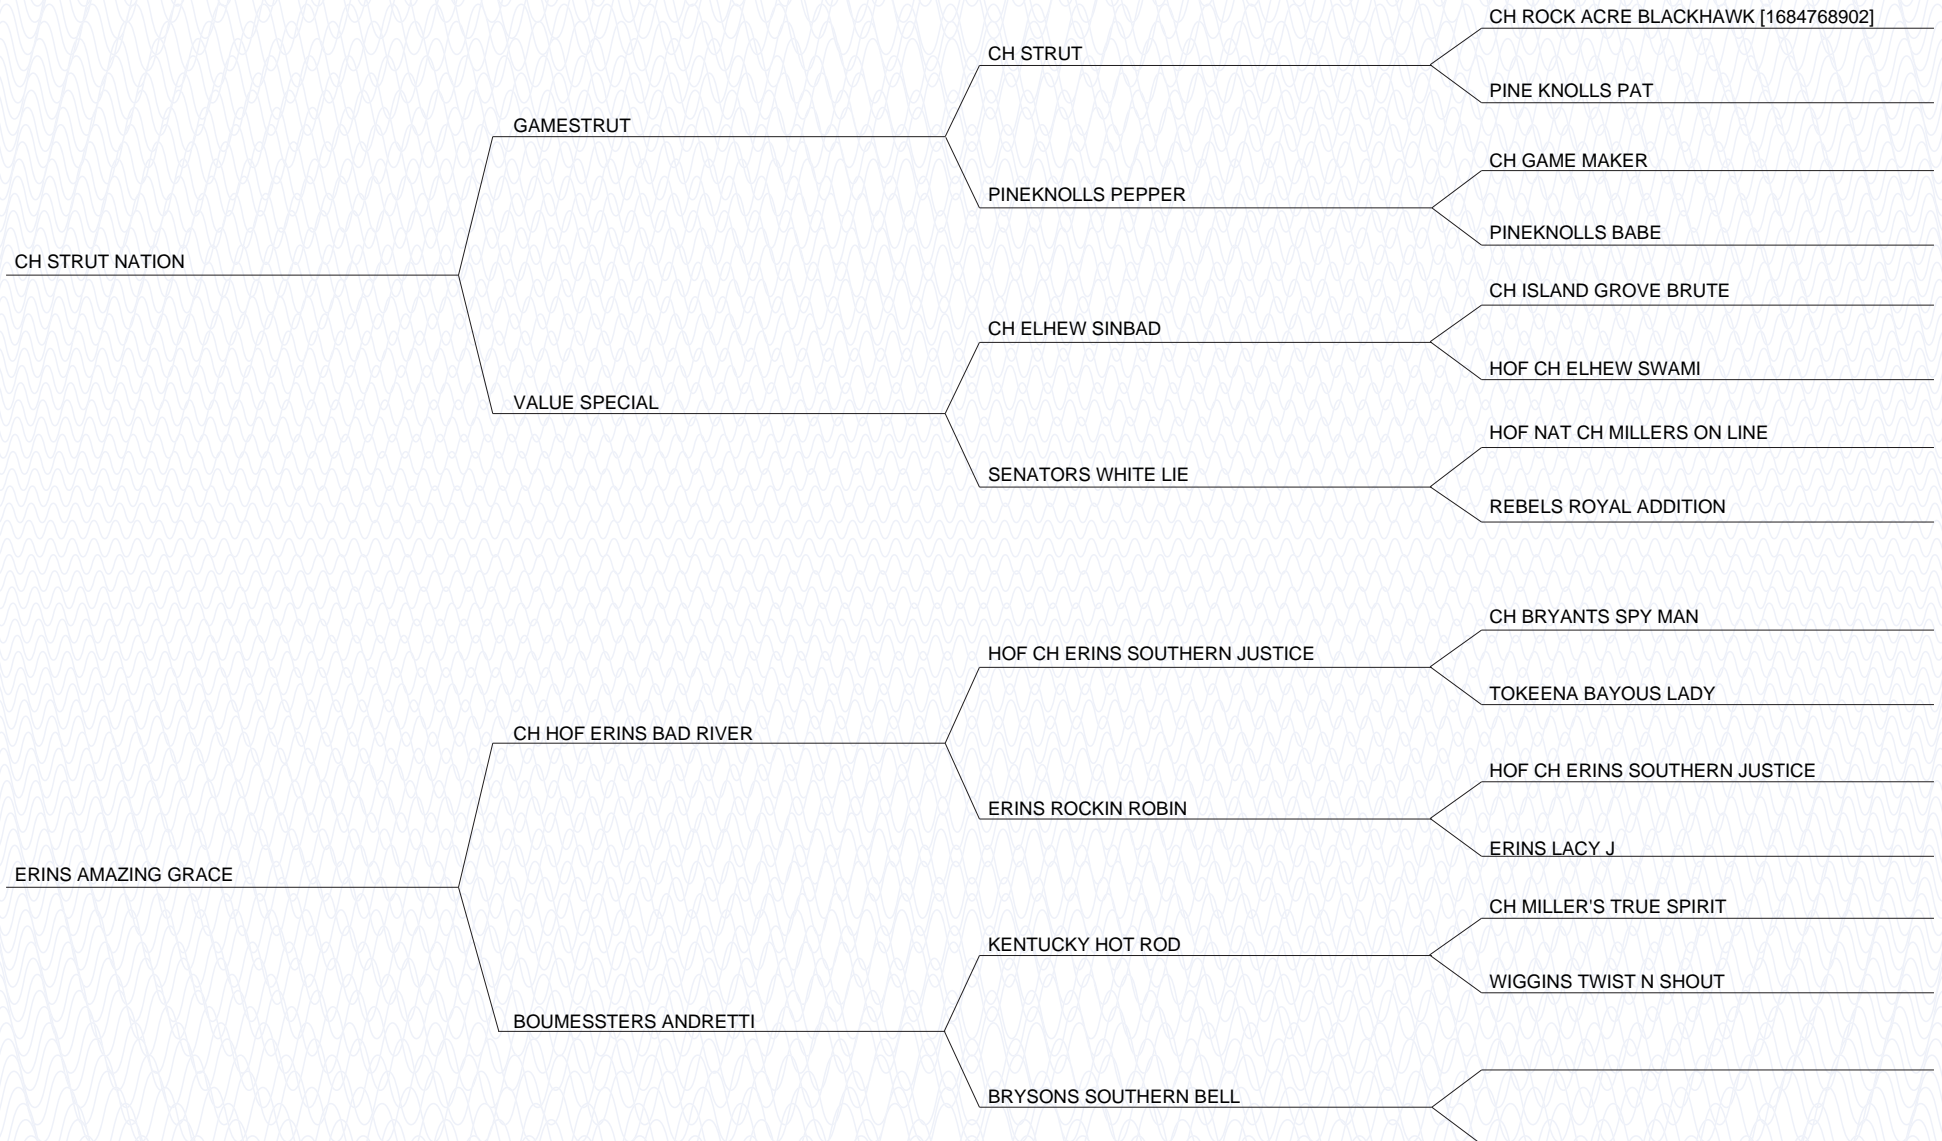 CH ROCK ACRE BLACKHAWK [1684768902]
CH STRUT
PINE KNOLLS PAT
GAMESTRUT
CH GAME MAKER
PINEKNOLLS PEPPER
PINEKNOLLS BABE
CH STRUT NATION
CH ISLAND GROVE BRUTE
CH ELHEW SINBAD
HOF CH ELHEW SWAMI
VALUE SPECIAL
HOF NAT CH MILLERS ON LINE
SENATORS WHITE LIE
REBELS ROYAL ADDITION
CH BRYANTS SPY MAN
HOF CH ERINS SOUTHERN JUSTICE
TOKEENA BAYOUS LADY
CH HOF ERINS BAD RIVER
HOF CH ERINS SOUTHERN JUSTICE
ERINS ROCKIN ROBIN
ERINS LACY J
ERINS AMAZING GRACE
CH MILLER'S TRUE SPIRIT
KENTUCKY HOT ROD
WIGGINS TWIST N SHOUT
BOUMESSTERS ANDRETTI
BRYSONS SOUTHERN BELL